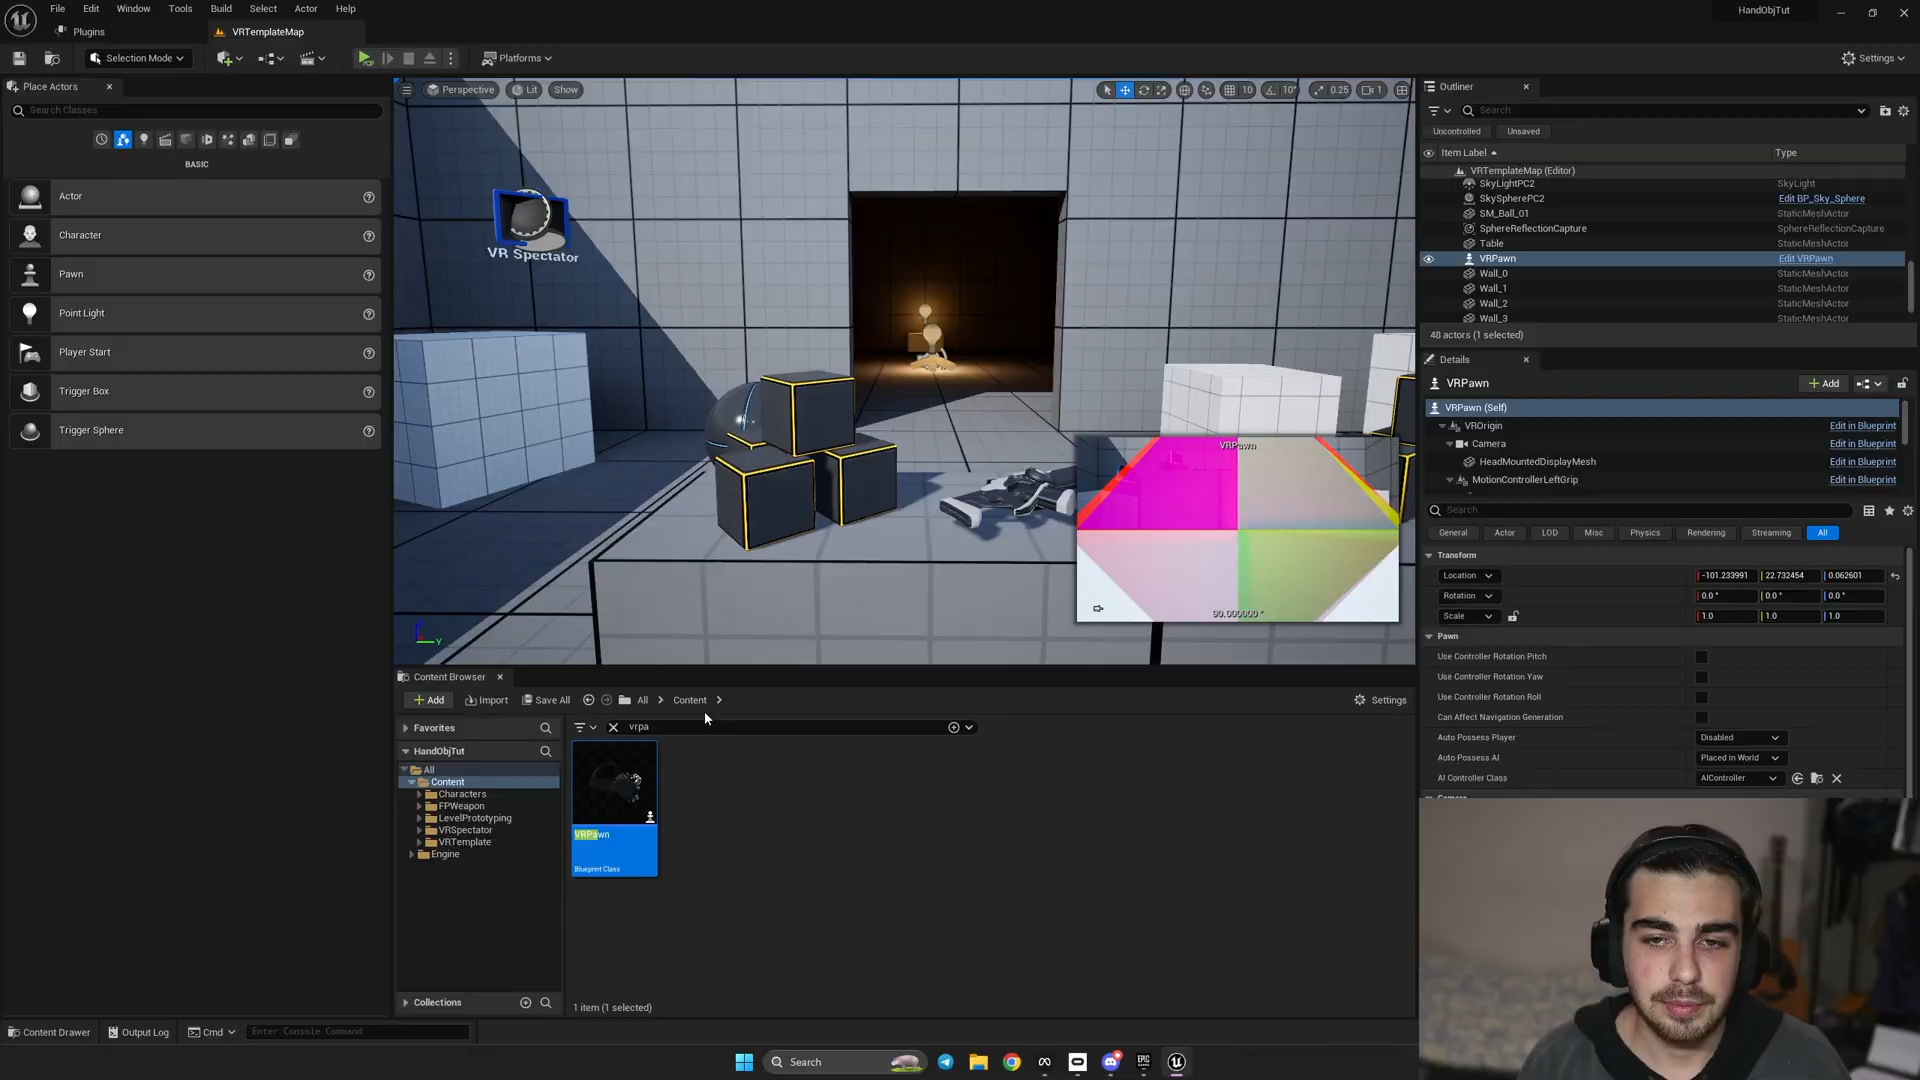 File Edit Window Tools Build Select Actor Help
HandObjTut
Plugins
VRTemplateMap
Selection Mode
Platforms
Settings
Place Actors
Search Classes
BASIC
Actor
Character
Pawn
Point Light
Player Start
Trigger Box
Trigger Sphere
Perspective
Lit
Show
10
10°
0.25
1
VR Spectator
VRPawn
90.000000 °
Outliner
Search...
Uncontrolled
Unsaved
Item Label
Type
VRTemplateMap (Editor)
SkyLightPC2 SkyLight
SkySpherePC2 Edit BP_Sky_Sphere
SM_Ball_01 StaticMeshActor
SphereReflectionCapture SphereReflectionCapture
Table StaticMeshActor
VRPawn Edit VRPawn
Wall_0 StaticMeshActor
Wall_1 StaticMeshActor
Wall_2 StaticMeshActor
Wall_3 StaticMeshActor
48 actors (1 selected)
Details
VRPawn
Add
VRPawn (Self)
VROrigin Edit in Blueprint
Camera Edit in Blueprint
HeadMountedDisplayMesh Edit in Blueprint
MotionControllerLeftGrip Edit in Blueprint
Search
General Actor LOD Misc Physics Rendering Streaming All
Transform
Location -101.233991 22.732454 0.062601
Rotation 0.0 ° 0.0 ° 0.0 °
Scale 1.0 1.0 1.0
Pawn
Use Controller Rotation Pitch
Use Controller Rotation Yaw
Use Controller Rotation Roll
Can Affect Navigation Generation
Auto Possess Player Disabled
Auto Possess AI Placed in World
AI Controller Class AIController
Content Browser
Add
Import
Save All
All
Content
Settings
Favorites
HandObjTut
All
Content
Characters
FPWeapon
LevelPrototyping
VRSpectator
VRTemplate
Engine
Collections
vrpa
VRPawn
Blueprint Class
1 item (1 selected)
Content Drawer
Output Log
Cmd
Enter Console Command
Search